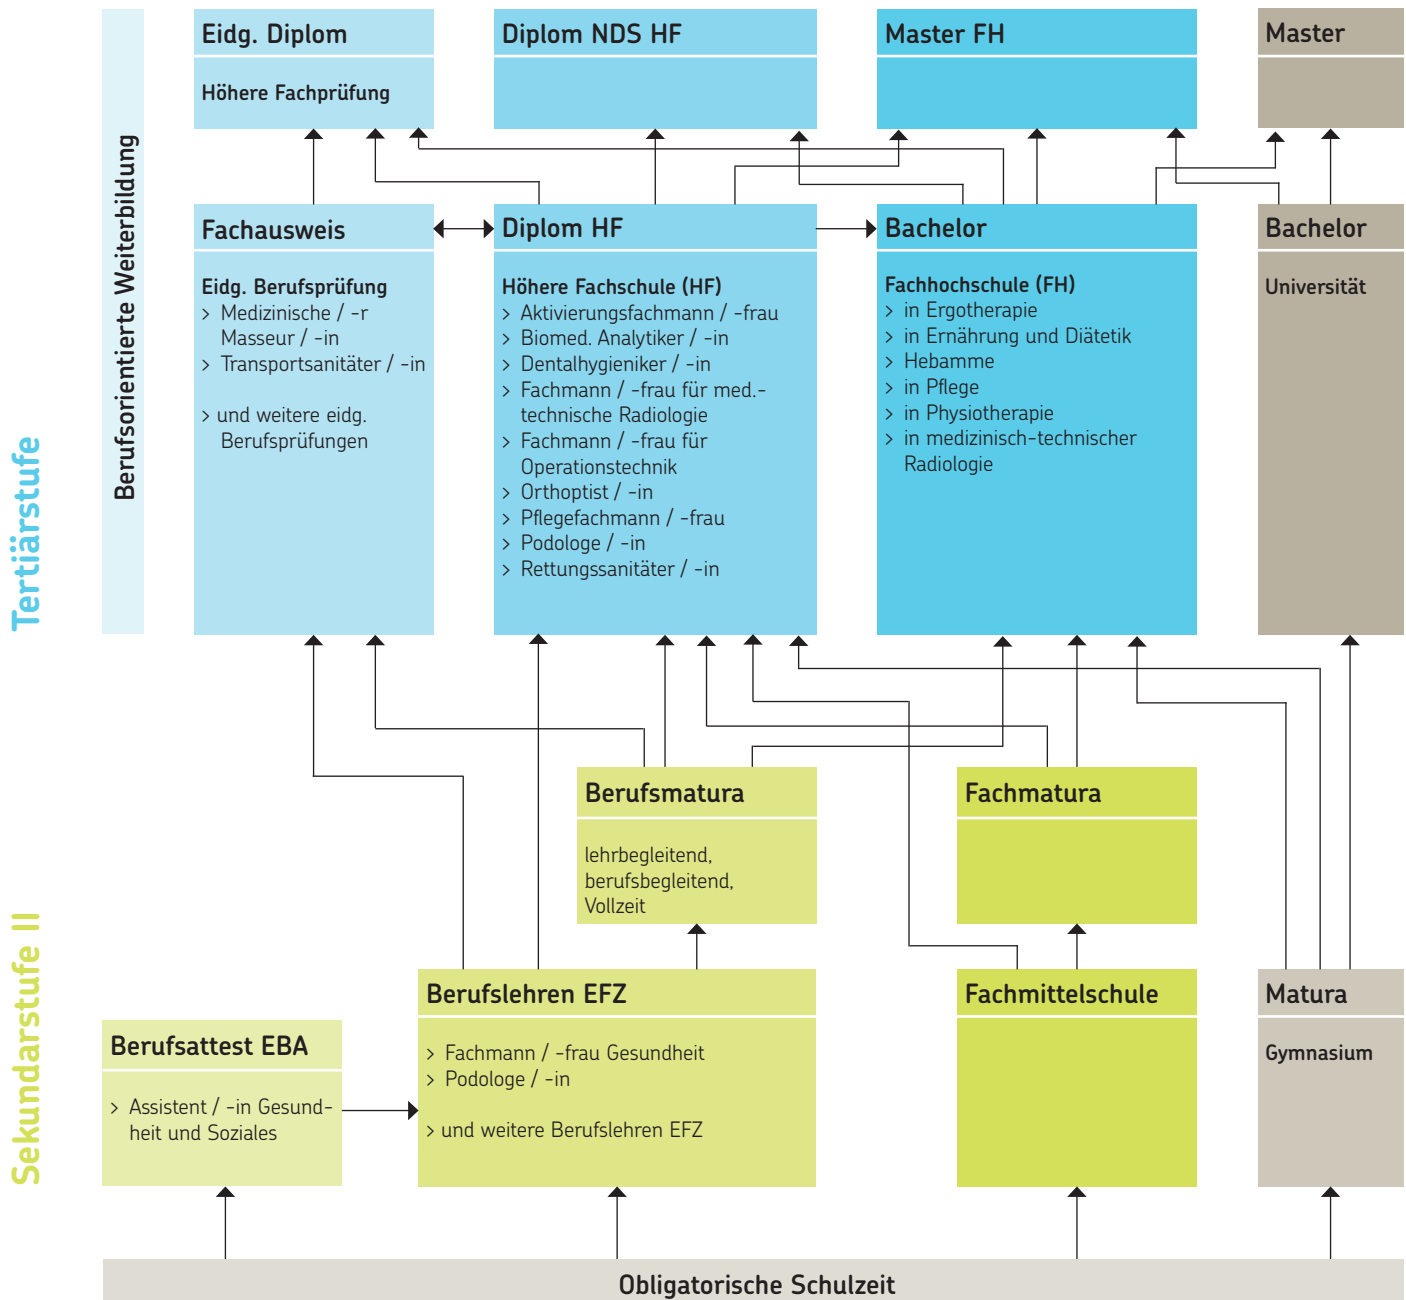 Tertiärstufe
Sekundarstufe II
Berufsorientierte Weiterbildung
Eidg. Diplom
Höhere Fachprüfung
Diplom NDS HF
Master FH
Master
Fachausweis
Eidg. Berufsprüfung
> Medizinische / -r
Masseur / -in
> Transportsanitäter / -in
> und weitere eidg.
Berufsprüfungen
Diplom HF
Höhere Fachschule (HF)
> Aktivierungsfachmann / -frau
> Biomed. Analytiker / -in
> Dentalhygieniker / -in
> Fachmann / -frau für med.-
technische Radiologie
> Fachmann / -frau für
Operationstechnik
> Orthoptist / -in
> Pflegefachmann / -frau
> Podologe / -in
> Rettungssanitäter / -in
Bachelor
Fachhochschule (FH)
> in Ergotherapie
> in Ernährung und Diätetik
> Hebamme
> in Pflege
> in Physiotherapie
> in medizinisch-technischer
Radiologie
Bachelor
Universität
Berufsmatura
lehrbegleitend,
berufsbegleitend,
Vollzeit
Fachmatura
Berufsattest EBA
> Assistent / -in Gesund-
heit und Soziales
Berufslehren EFZ
> Fachmann / -frau Gesundheit
> Podologe / -in
> und weitere Berufslehren EFZ
Fachmittelschule
Matura
Gymnasium
Obligatorische Schulzeit